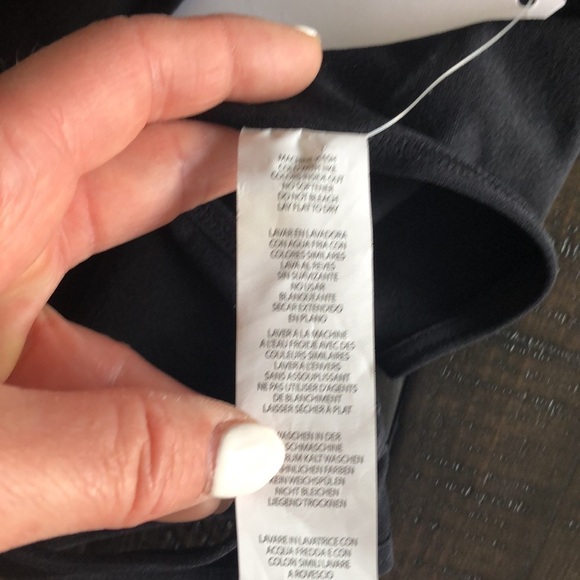 MACHINE WASH
COLD WITH LIKE
COLORS INSIDE OUT
NO SOFTENER
DO NOT BLEACH
LAY FLAT TO DRY
LAVAR EN LAVADORA
CON AGUA FRIA CON
COLORES SIMILARES
LAVA AL REVES
SIN SUAVIZANTE
NO USAR
BLANQUEANTE
SECAR EXTENDIDO
EN PLANO
LAVER A LA MACHINE
A L'EAU FROIDE AVEC DES
COULEURS SIMILAIRES
LAVER À L'ENVERS
SANS ASSOUPLISSANT
NE PAS UTILISER D'AGENTS
DE BLANCHIMENT
LAISSER SÉCHER À PLAT
WASCHEN IN DER
SCHMASCHINE
RUM KALT WASCHEN
HNLICHEN FARBEN
KEIN WEICHSPÜLEN
NICHT BLEICHEN
LIEGEND TROCKNEN
LAVARE IN LAVATRICE CON
ACQUA FREDDA E CON
COLORI SIMILI LAVARE
A ROVESCIO